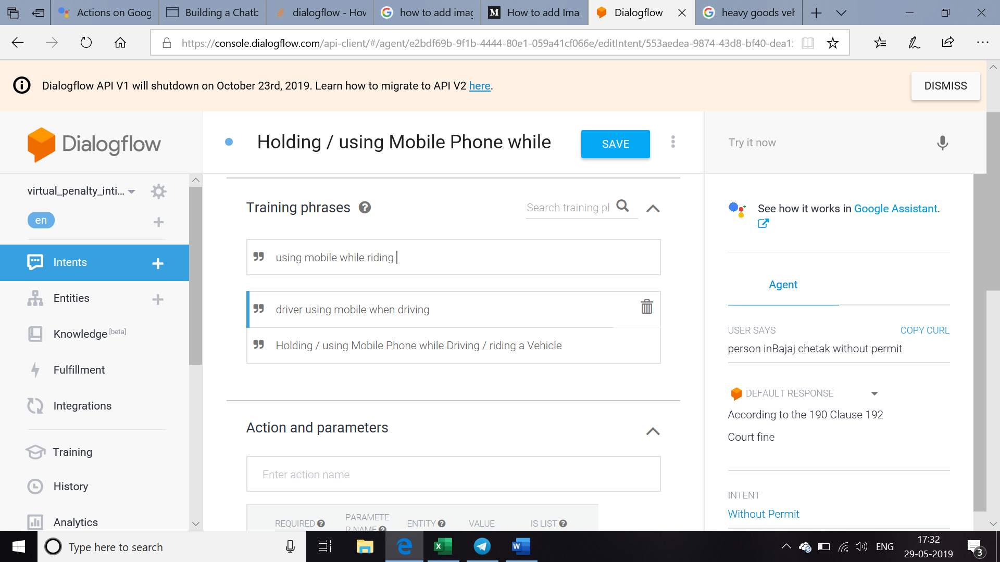 Actions on Goog
Building a Chatb
dialogflow - Hov
how to add imag
M How to add Ima
Dialogflow
heavy goods veh
https://console.dialogflow.com/api-client/#/agent/e2bdf69b-9f1b-4444-80e1-059a41cf066e/editIntent/553aedea-9874-43d8-bf40-dea1
Dialogflow API V1 will shutdown on October 23rd, 2019. Learn how to migrate to API V2 here.
DISMISS
Dialogflow
Holding / using Mobile Phone while
SAVE
Try it now
virtual_penalty_inti...
en
Intents
Entities
Knowledge [beta]
Fulfillment
Integrations
Training
History
Analytics
Training phrases
Search training pl
using mobile while riding
driver using mobile when driving
Holding / using Mobile Phone while Driving / riding a Vehicle
Action and parameters
Enter action name
REQUIRED
PARAMETE
R NAME
ENTITY
VALUE
IS LIST
See how it works in Google Assistant.
Agent
USER SAYS
COPY CURL
person inBajaj chetak without permit
DEFAULT RESPONSE
According to the 190 Clause 192
Court fine
INTENT
Without Permit
Type here to search
ENG
17:32
29-05-2019
3